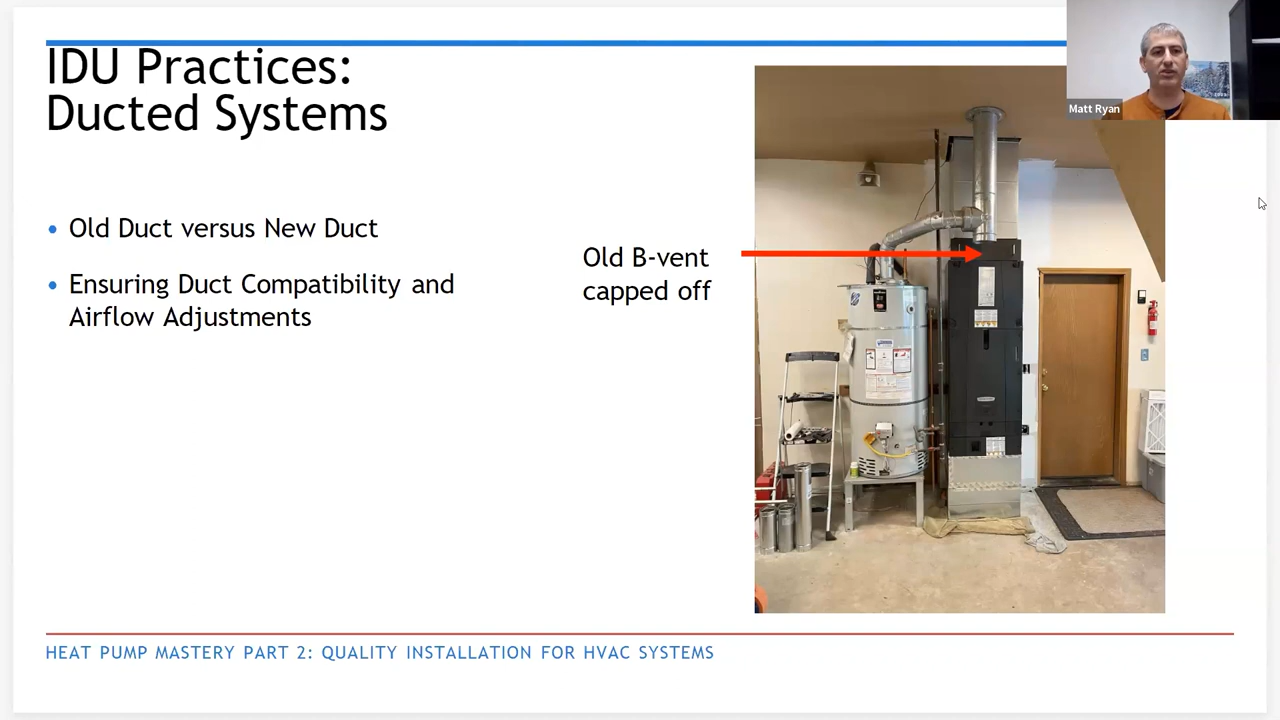 IDU Practices:
Ducted Systems
Matt Ryan
• Old Duct versus New Duct
• Ensuring Duct Compatibility and
Airflow Adjustments
Old B-vent
capped off
HEAT PUMP MASTERY PART 2: QUALITY INSTALLATION FOR HVAC SYSTEMS